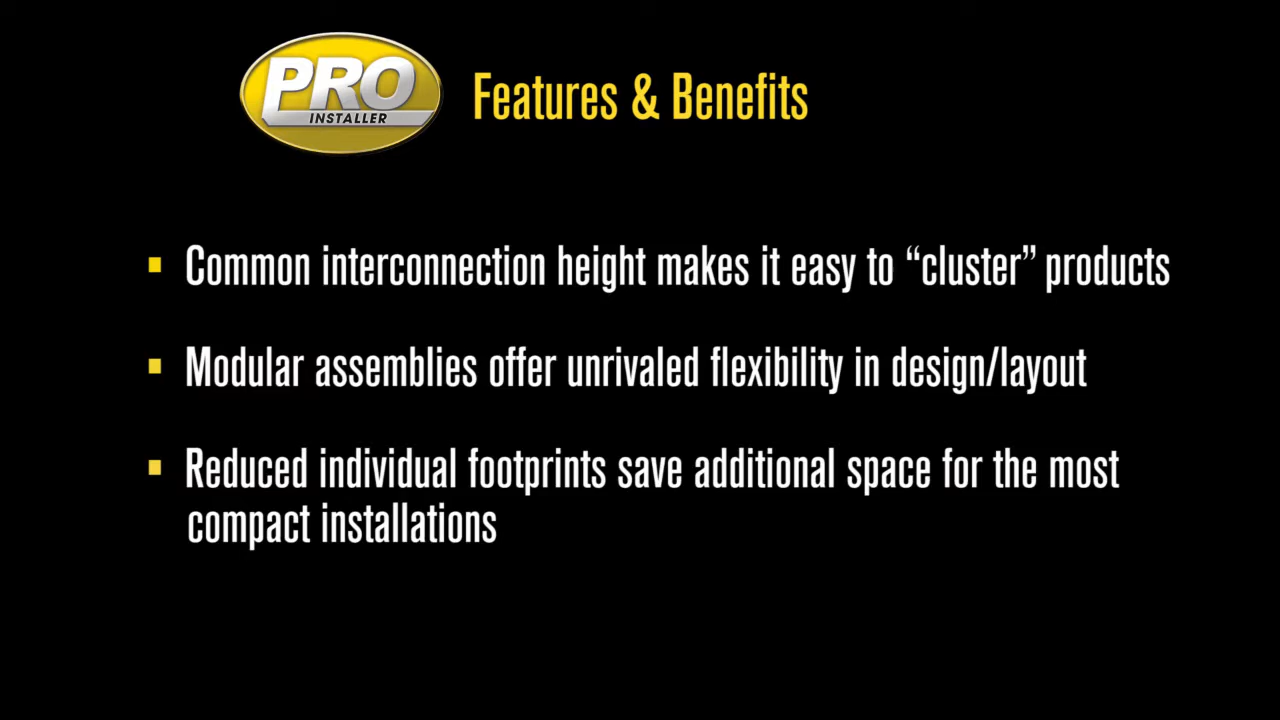 PRO
INSTALLER
Features & Benefits
▪ Common interconnection height makes it easy to “cluster” products
▪ Modular assemblies offer unrivaled flexibility in design/layout
▪ Reduced individual footprints save additional space for the most
compact installations